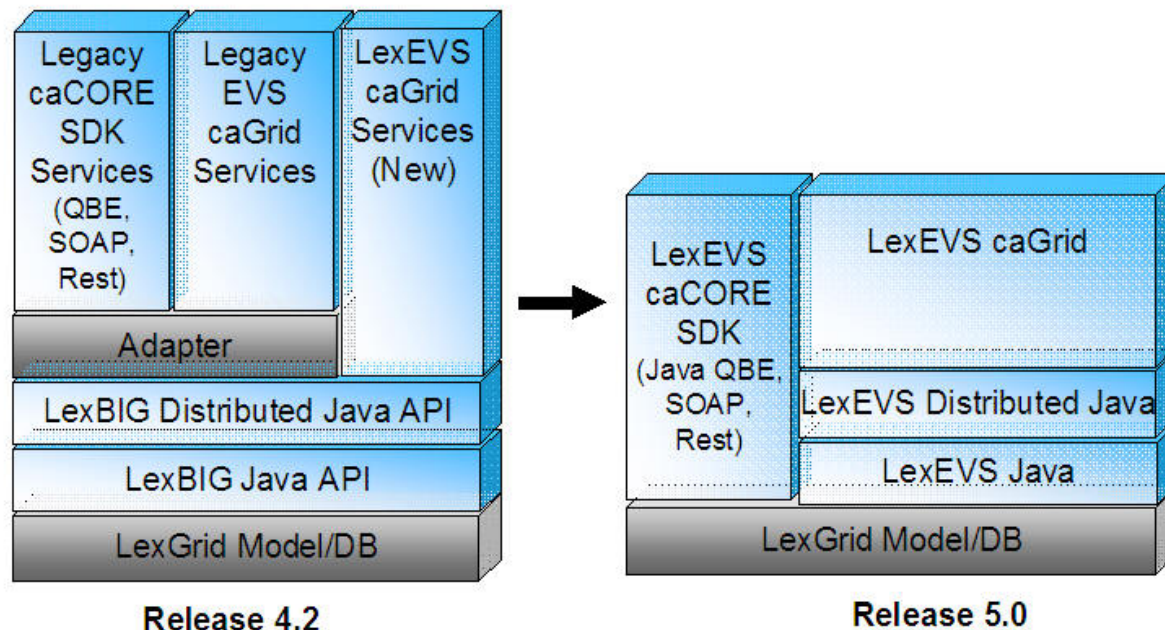 Legacy
caCORE
SDK
Services
(QBE,
SOAP,
Rest)
Legacy
EVS
caGrid
Services
LexEVS
caGrid
Services
(New)
Adapter
LexBIG Distributed Java API
LexBIG Java API
LexGrid Model/DB
Release 4.2
LexEVS
caCORE
SDK
(Java QBE,
SOAP,
Rest)
LexEVS caGrid
LexEVS Distributed Java
LexEVS Java
LexGrid Model/DB
Release 5.0